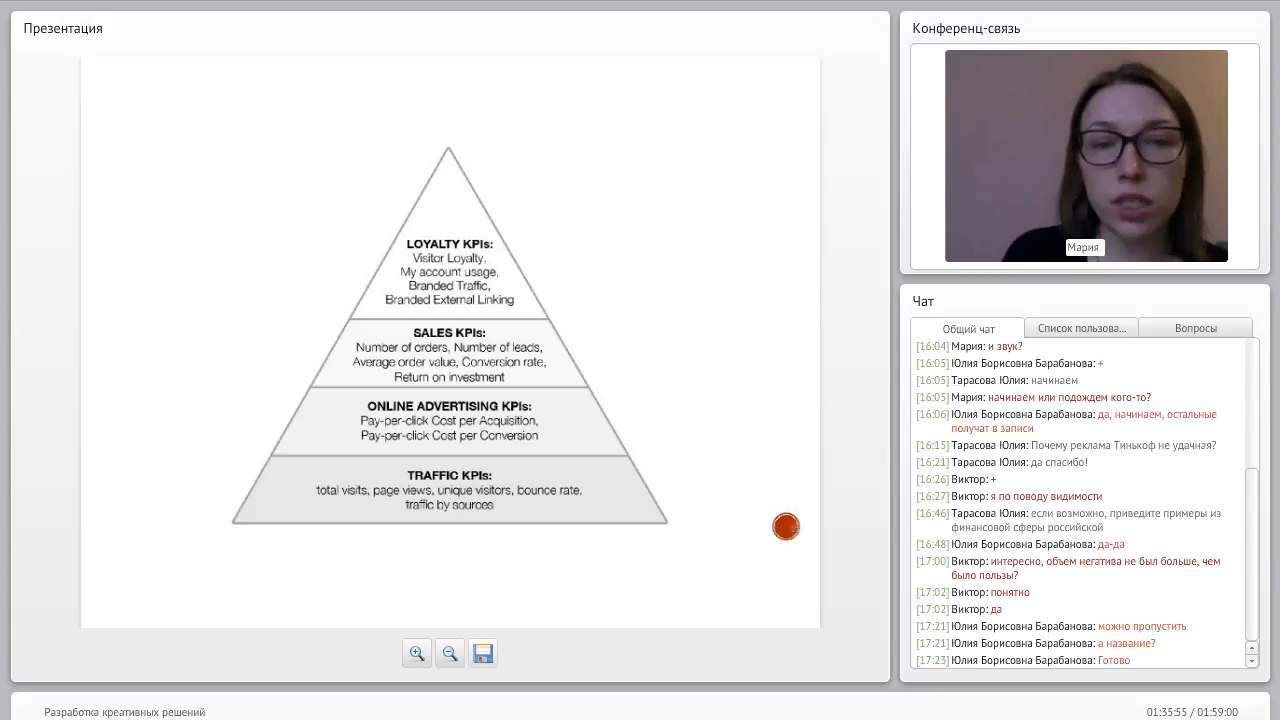 Презентация
LOYALTY KPIs:
Visitor Loyalty,
My account usage,
Branded Traffic,
Branded External Linking
SALES KPIs:
Number of orders, Number of leads,
Average order value, Conversion rate,
Return on investment
ONLINE ADVERTISING KPIs:
Pay-per-click Cost per Acquisition,
Pay-per-click Cost per Conversion
TRAFFIC KPIs:
total visits, page views, unique visitors, bounce rate,
traffic by sources
Конференц-связь
Мария
Чат
Общий чат
Список пользова...
Вопросы
[16:04] Мария: и звук?
[16:05] Юлия Борисовна Барабанова: +
[16:05] Тарасова Юлия: начинаем
[16:05] Мария: начинаем или подождем кого-то?
[16:06] Юлия Борисовна Барабанова: да, начинаем, остальные
получат в записи
[16:15] Тарасова Юлия: Почему реклама Тинькоф не удачная?
[16:21] Тарасова Юлия: да спасибо!
[16:26] Виктор: +
[16:27] Виктор: я по поводу видимости
[16:46] Тарасова Юлия: если возможно, приведите примеры из
финансовой сферы российской
[16:48] Юлия Борисовна Барабанова: да-да
[17:00] Виктор: интересно, объем негатива не был больше, чем
было пользы?
[17:02] Виктор: понятно
[17:02] Виктор: да
[17:21] Юлия Борисовна Барабанова: можно пропустить
[17:21] Юлия Борисовна Барабанова: а название?
[17:23] Юлия Борисовна Барабанова: Готово
Разработка креативных решений
01:35:55 / 01:59:00